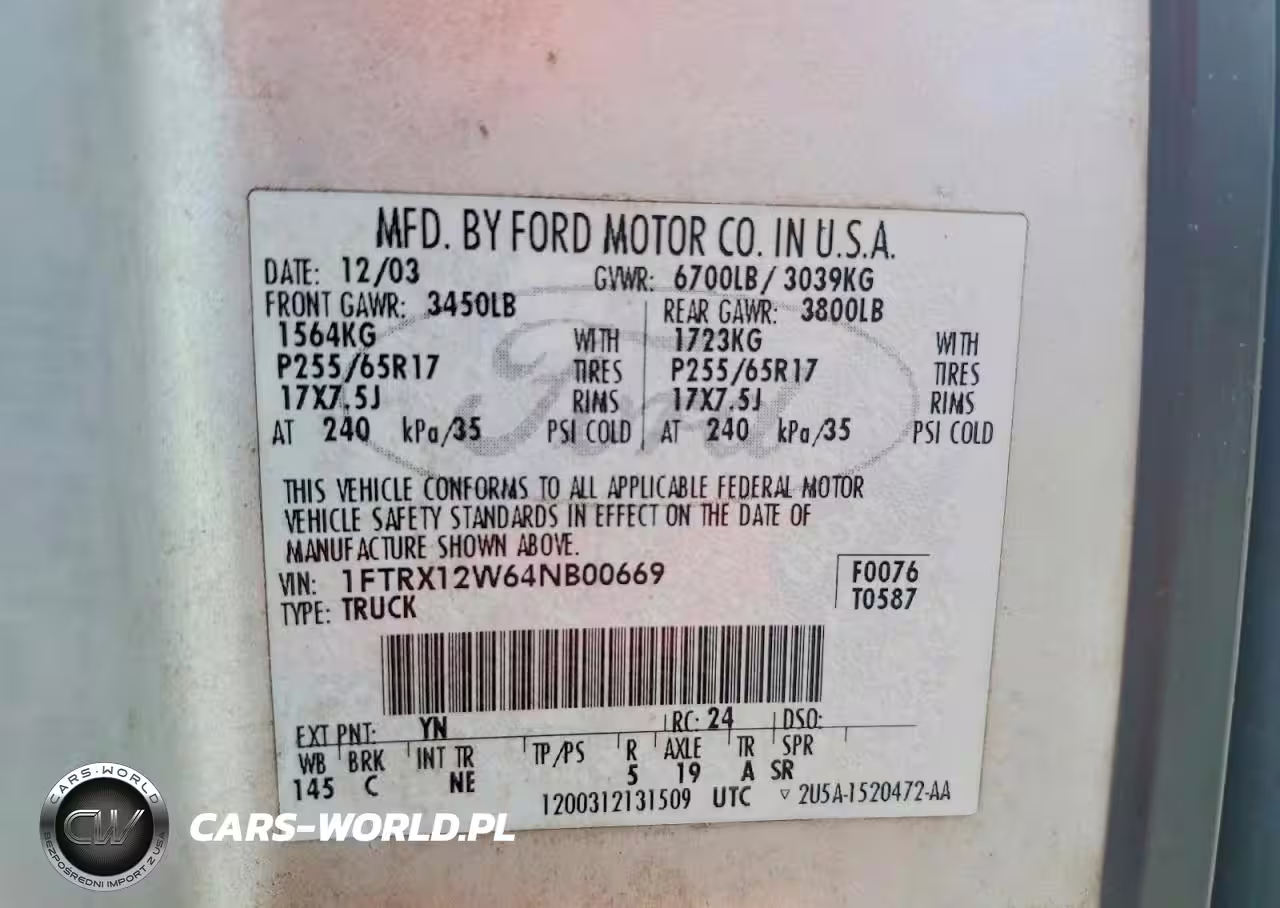 MFD. BY FORD MOTOR CO. IN U.S.A.
DATE: 12/03 GVWR: 6700LB / 3039KG
FRONT GAWR: 3450LB REAR GAWR: 3800LB
1564KG WITH 1723KG WITH
P255/65R17 TIRES P255/65R17 TIRES
17X7.5J RIMS 17X7.5J RIMS
AT 240 kPa/35 PSI COLD AT 240 kPa/35 PSI COLD
Ford
THIS VEHICLE CONFORMS TO ALL APPLICABLE FEDERAL MOTOR
VEHICLE SAFETY STANDARDS IN EFFECT ON THE DATE OF
MANUFACTURE SHOWN ABOVE.
VIN: 1FTRX12W64NB00669 F0076
TYPE: TRUCK T0587
EXT PNT: YN RC: 24 DSO:
WB BRK INT TR TP/PS R AXLE TR SPR
145 C NE 5 19 A SR
1200312131509 UTC ▽ 2U5A-1520472-AA
CARS-WORLD
CW
BEZPOŚREDNI IMPORT Z USA
CARS-WORLD.PL